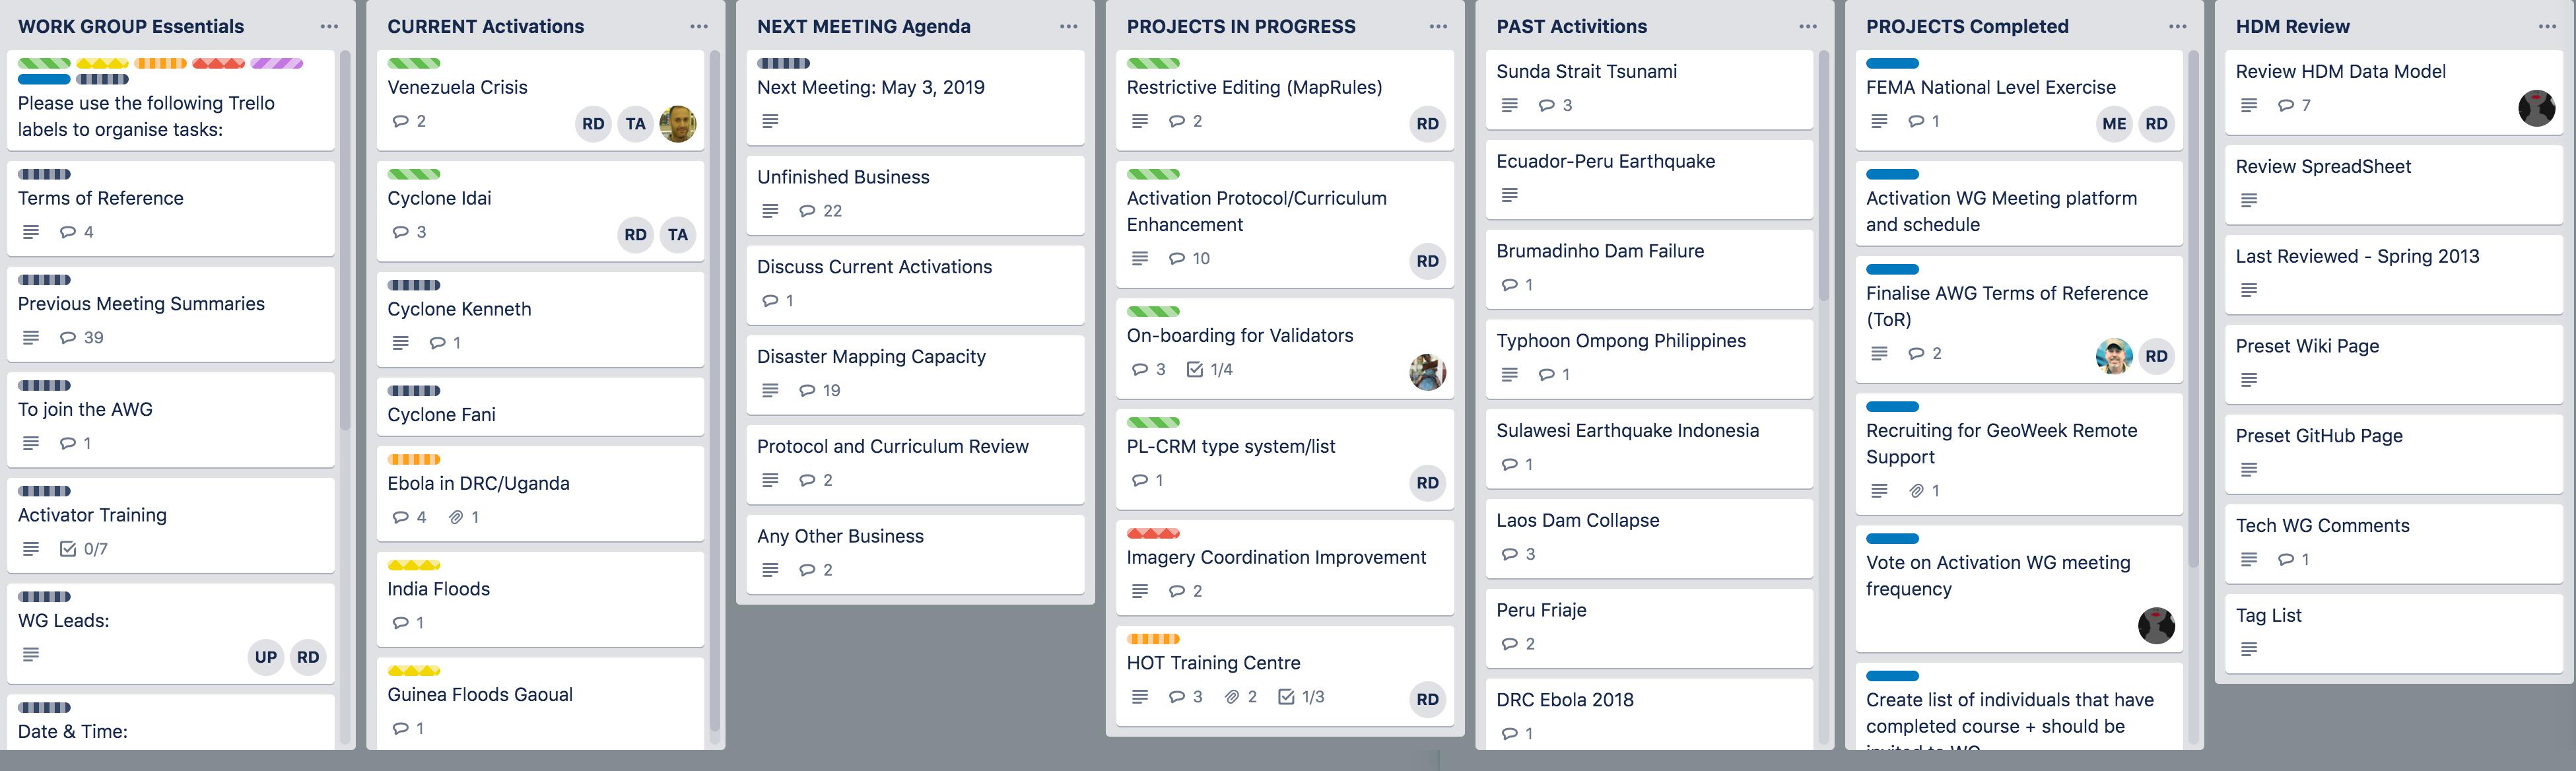 WORK GROUP Essentials
Please use the following Trello
labels to organise tasks:
Terms of Reference
4
Previous Meeting Summaries
39
To join the AWG
1
Activator Training
0/7
WG Leads:
UP RD
Date & Time:
CURRENT Activations
Venezuela Crisis
2 RD TA
Cyclone Idai
3 RD TA
Cyclone Kenneth
1
Cyclone Fani
Ebola in DRC/Uganda
4 1
India Floods
1
Guinea Floods Gaoual
1
NEXT MEETING Agenda
Next Meeting: May 3, 2019
Unfinished Business
22
Discuss Current Activations
1
Disaster Mapping Capacity
19
Protocol and Curriculum Review
2
Any Other Business
2
PROJECTS IN PROGRESS
Restrictive Editing (MapRules)
2 RD
Activation Protocol/Curriculum
Enhancement
10 RD
On-boarding for Validators
3 1/4
PL-CRM type system/list
1 RD
Imagery Coordination Improvement
2
HOT Training Centre
3 2 1/3 RD
PAST Activitions
Sunda Strait Tsunami
3
Ecuador-Peru Earthquake
Brumadinho Dam Failure
1
Typhoon Ompong Philippines
1
Sulawesi Earthquake Indonesia
1
Laos Dam Collapse
3
Peru Friaje
2
DRC Ebola 2018
1
PROJECTS Completed
FEMA National Level Exercise
1 ME RD
Activation WG Meeting platform
and schedule
Finalise AWG Terms of Reference
(ToR)
2 RD
Recruiting for GeoWeek Remote
Support
1
Vote on Activation WG meeting
frequency
Create list of individuals that have
completed course + should be
invited to WG
HDM Review
Review HDM Data Model
7
Review SpreadSheet
Last Reviewed - Spring 2013
Preset Wiki Page
Preset GitHub Page
Tech WG Comments
1
Tag List